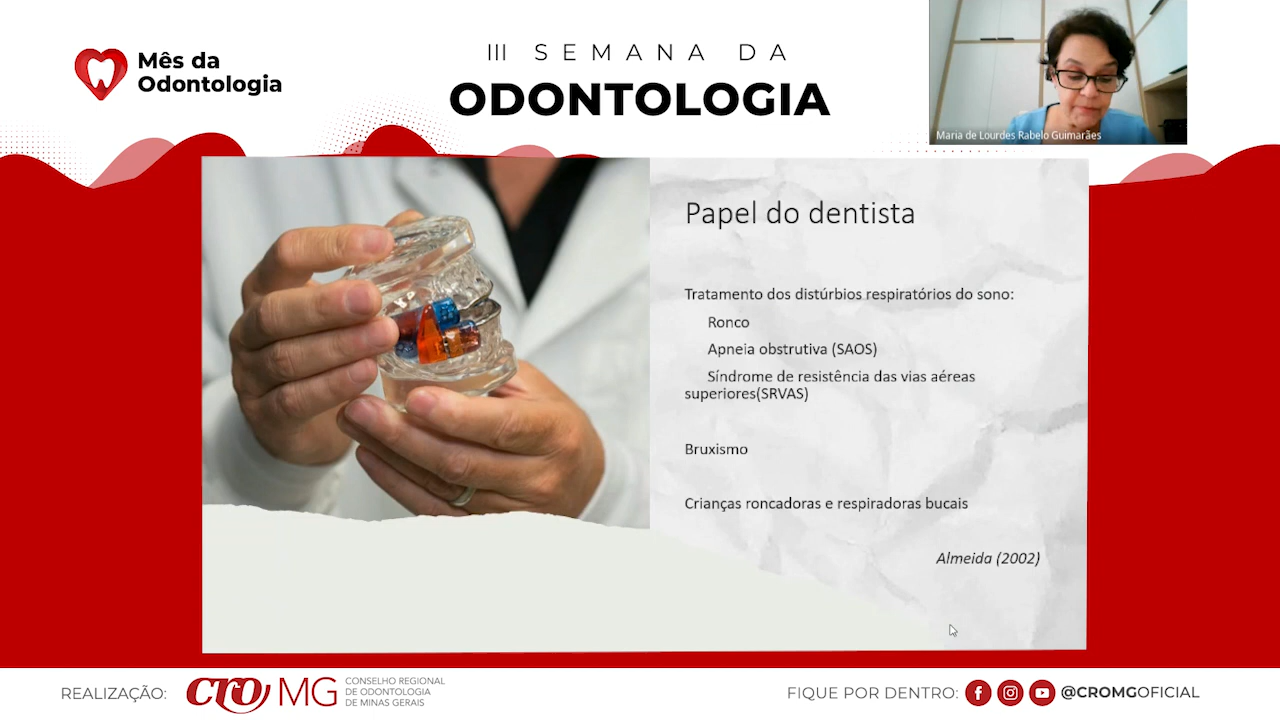 Mês da
Odontologia
III SEMANA DA
ODONTOLOGIA
Maria de Lourdes Rabelo Guimarães
Papel do dentista
Tratamento dos distúrbios respiratórios do sono:
Ronco
Apneia obstrutiva (SAOS)
Síndrome de resistência das vias aéreas
superiores(SRVAS)
Bruxismo
Crianças roncadoras e respiradoras bucais
Almeida (2002)
REALIZAÇÃO:
cro MG
CONSELHO REGIONAL
DE ODONTOLOGIA
DE MINAS GERAIS
FIQUE POR DENTRO:
@CROMGOFICIAL